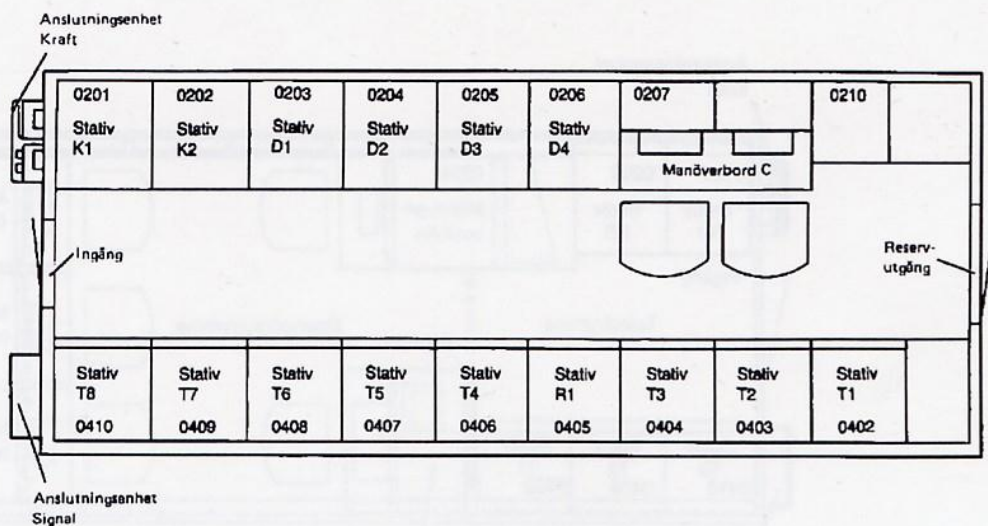 Anslutningsenhet
Kraft
0201
Stativ
K1
0202
Stativ
K2
0203
Stativ
D1
0204
Stativ
D2
0205
Stativ
D3
0206
Stativ
D4
0207
0210
Manöverbord C
Ingång
Reserv-
utgång
Stativ
T8
0410
Stativ
T7
0409
Stativ
T6
0408
Stativ
T5
0407
Stativ
T4
0406
Stativ
R1
0405
Stativ
T3
0404
Stativ
T2
0403
Stativ
T1
0402
Anslutningsenhet
Signal